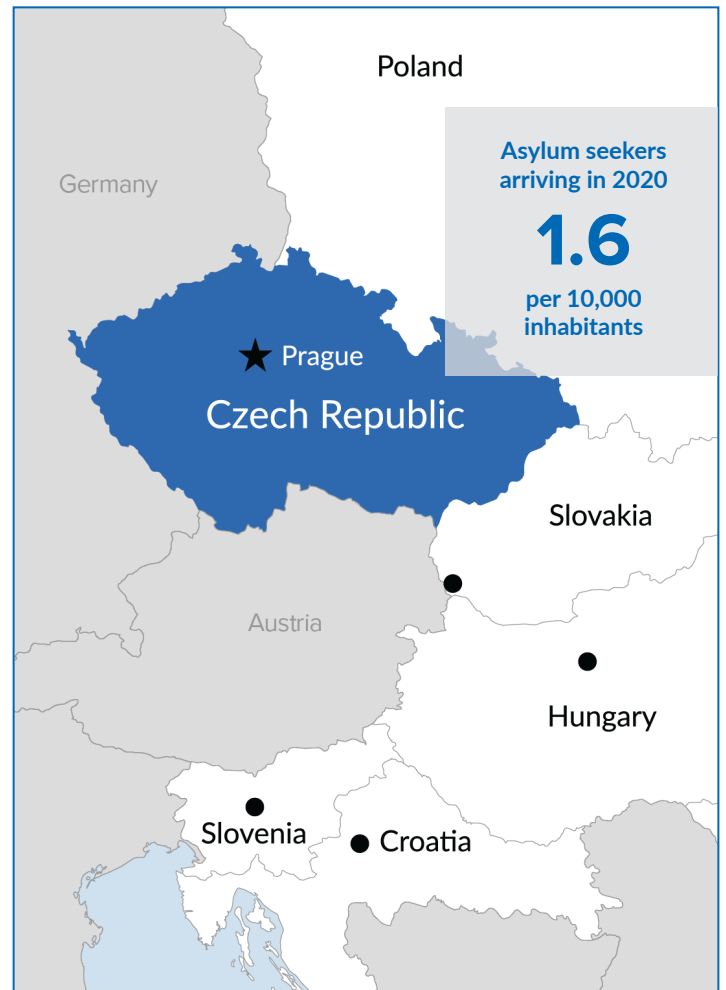 Poland
Asylum seekers
arriving in 2020
1.6
per 10,000
inhabitants
Germany
Prague
Czech Republic
Slovakia
Austria
Hungary
Slovenia
Croatia